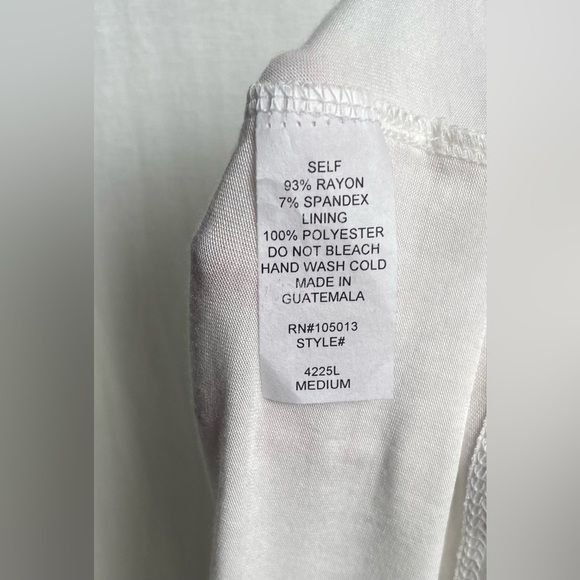 SELF
93% RAYON
7% SPANDEX
LINING
100% POLYESTER
DO NOT BLEACH
HAND WASH COLD
MADE IN
GUATEMALA
RN#105013
STYLE#
4225L
MEDIUM